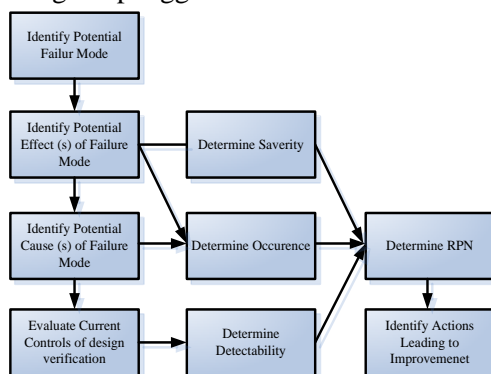 Identify Potential
Failur Mode
Identify Potential
Effect (s) of Failure
Mode
Determine Saverity
Identify Potential
Cause (s) of Failure
Mode
Determine Occurence
Determine RPN
Evaluate Current
Controls of design
verification
Determine
Detectability
Identify Actions
Leading to
Improvemenet